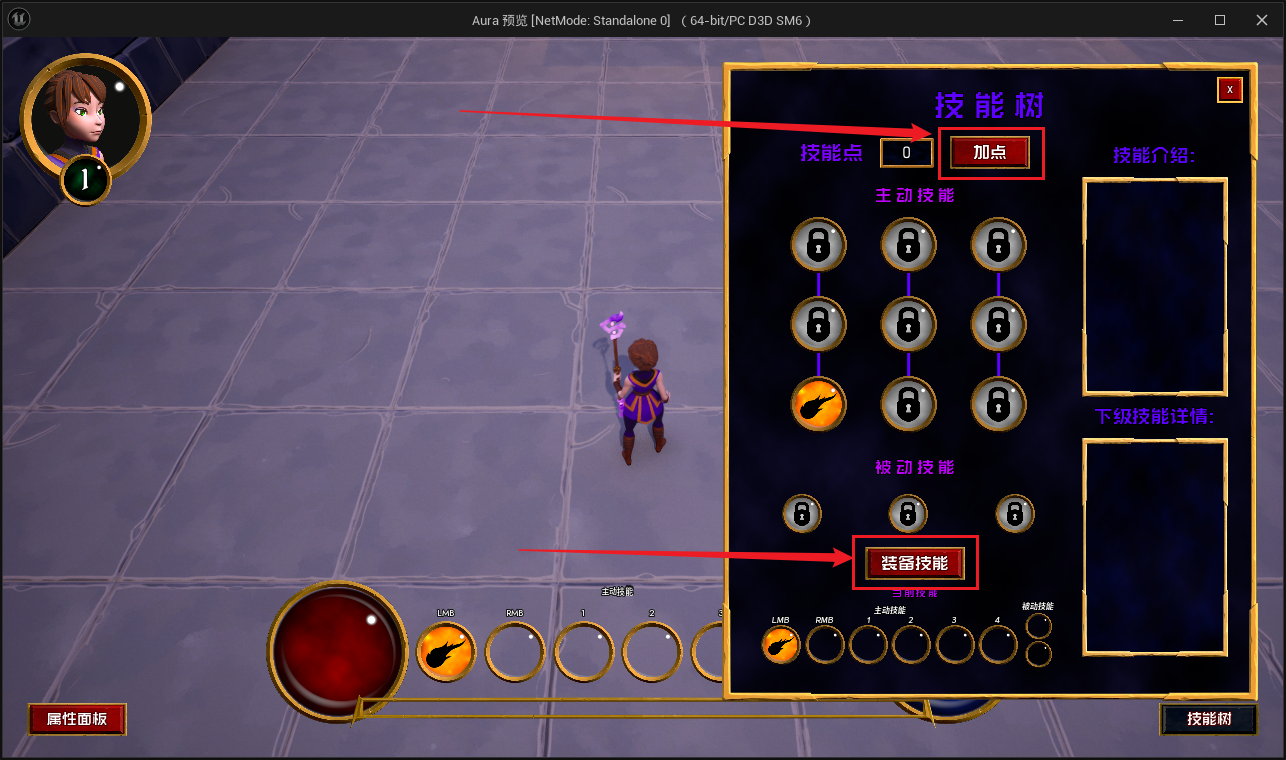 Aura 预览 [NetMode: Standalone 0] （64-bit/PC D3D SM6）
1
技能树
x
技能点
0
加点
技能介绍:
主动技能
下级技能详情:
被动技能
装备技能
当前技能
主动技能
被动技能
LMB
RMB
1
2
3
4
主动技能
LMB
RMB
1
2
3
属性面板
技能树